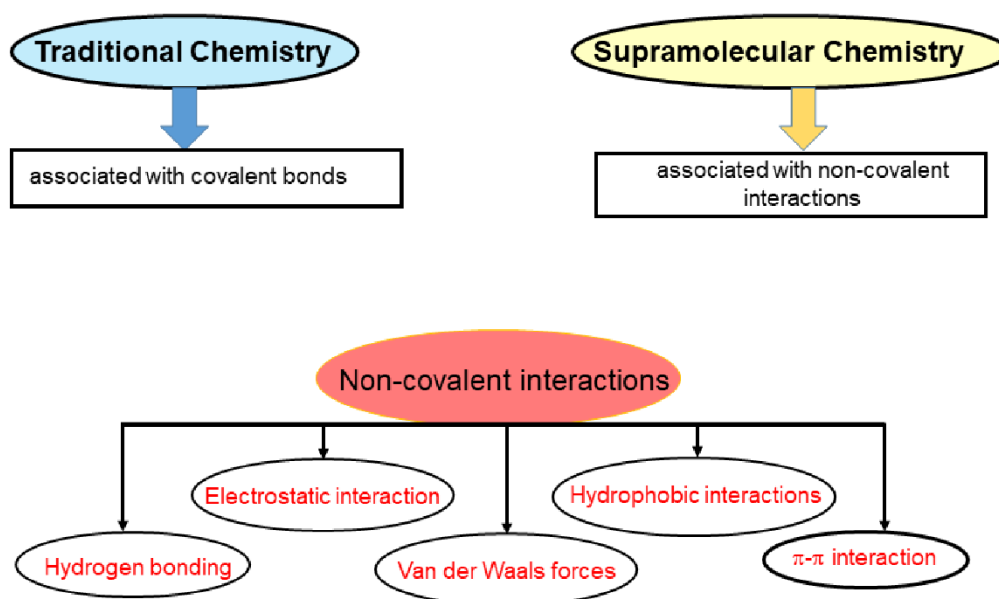 Traditional Chemistry
Supramolecular Chemistry
associated with covalent bonds
associated with non-covalent
interactions
Non-covalent interactions
Electrostatic interaction
Hydrophobic interactions
Hydrogen bonding
Van der Waals forces
π-π interaction